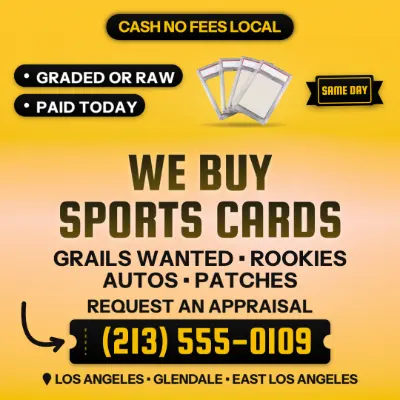 CASH NO FEES LOCAL
• GRADED OR RAW
• PAID TODAY
SAME DAY
WE BUY
SPORTS CARDS
GRAILS WANTED ▪ ROOKIES
AUTOS ▪ PATCHES
REQUEST AN APPRAISAL
(213) 555-0109
LOS ANGELES ▪ GLENDALE ▪ EAST LOS ANGELES